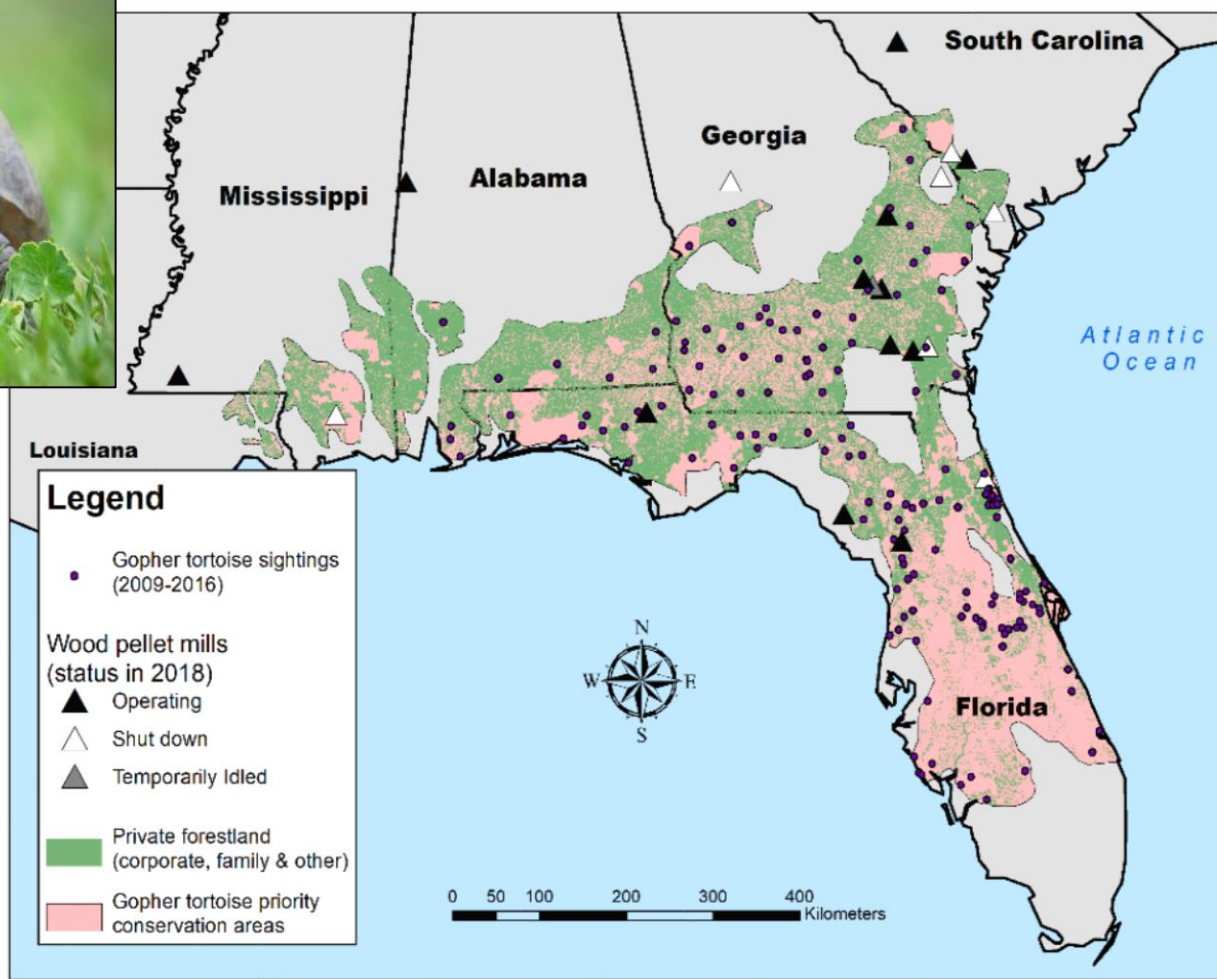 South Carolina
Georgia
Alabama
Mississippi
Atlantic
Ocean
Louisiana
Legend
Gopher tortoise sightings
(2009-2016)
Wood pellet mills
(status in 2018)
Operating
Shut down
Temporarily Idled
Private forestland
(corporate, family & other)
Gopher tortoise priority
conservation areas
N
W E
S
Florida
0 50 100 200 300 400
Kilometers